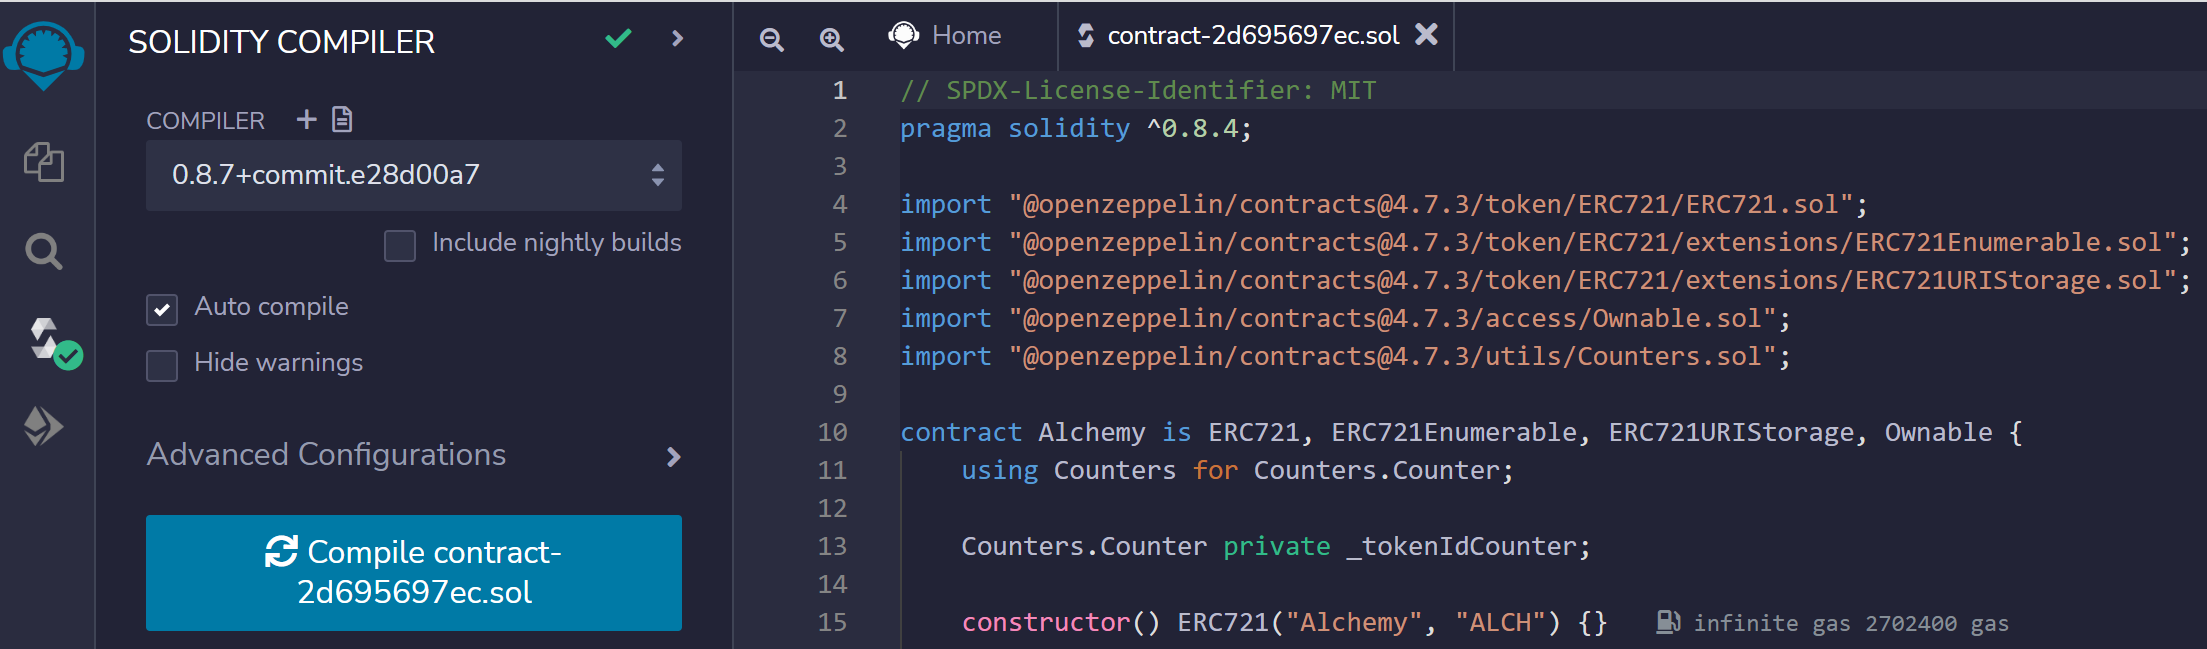 SOLIDITY COMPILER
COMPILER
0.8.7+commit.e28d00a7
Include nightly builds
Auto compile
Hide warnings
Advanced Configurations
Compile contract-
2d695697ec.sol
Home
contract-2d695697ec.sol
1 // SPDX-License-Identifier: MIT
2 pragma solidity ^0.8.4;
3
4 import "@openzeppelin/contracts@4.7.3/token/ERC721/ERC721.sol";
5 import "@openzeppelin/contracts@4.7.3/token/ERC721/extensions/ERC721Enumerable.sol";
6 import "@openzeppelin/contracts@4.7.3/token/ERC721/extensions/ERC721URIStorage.sol";
7 import "@openzeppelin/contracts@4.7.3/access/Ownable.sol";
8 import "@openzeppelin/contracts@4.7.3/utils/Counters.sol";
9
10 contract Alchemy is ERC721, ERC721Enumerable, ERC721URIStorage, Ownable {
11 using Counters for Counters.Counter;
12
13 Counters.Counter private _tokenIdCounter;
14
15 constructor() ERC721("Alchemy", "ALCH") {} infinite gas 2702400 gas